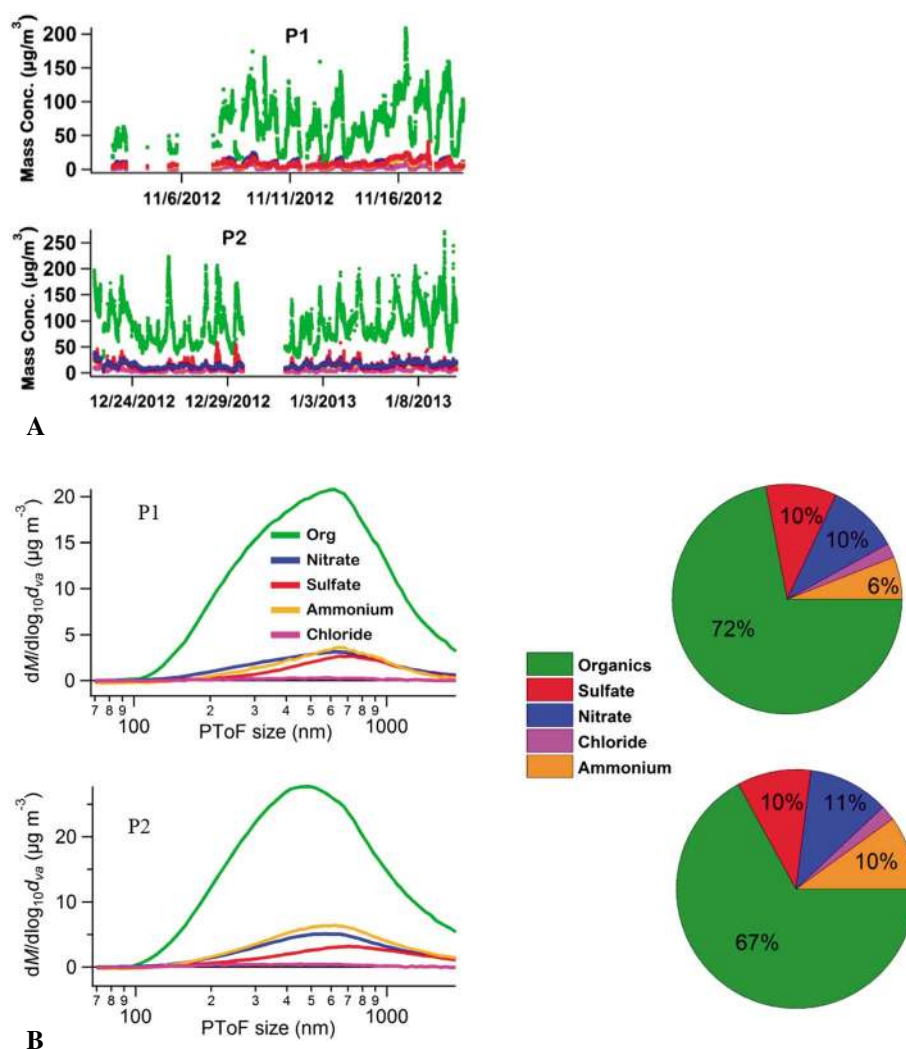 P1
Mass Conc. (µg/m³)
200
150
100
50
0
11/6/2012 11/11/2012 11/16/2012
P2
Mass Conc. (µg/m³)
250
200
150
100
50
0
12/24/2012 12/29/2012 1/3/2013 1/8/2013
A
P1
dM/dlog₁₀dᵥₐ (µg m⁻³)
20
15
10
5
0
Org
Nitrate
Sulfate
Ammonium
Chloride
7 8 9 100 2 3 4 5 6 7 8 9 1000
PToF size (nm)
10%
10%
6%
72%
Organics
Sulfate
Nitrate
Chloride
Ammonium
P2
dM/dlog₁₀dᵥₐ (µg m⁻³)
20
10
0
7 8 9 100 2 3 4 5 6 7 8 9 1000
PToF size (nm)
10%
11%
10%
67%
B